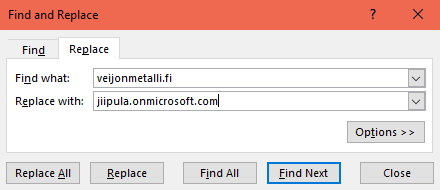 Find and Replace
Find Replace
Find what: veijonmetalli.fi
Replace with: jiipula.onmicrosoft.com
Options >>
Replace All Replace Find All Find Next Close